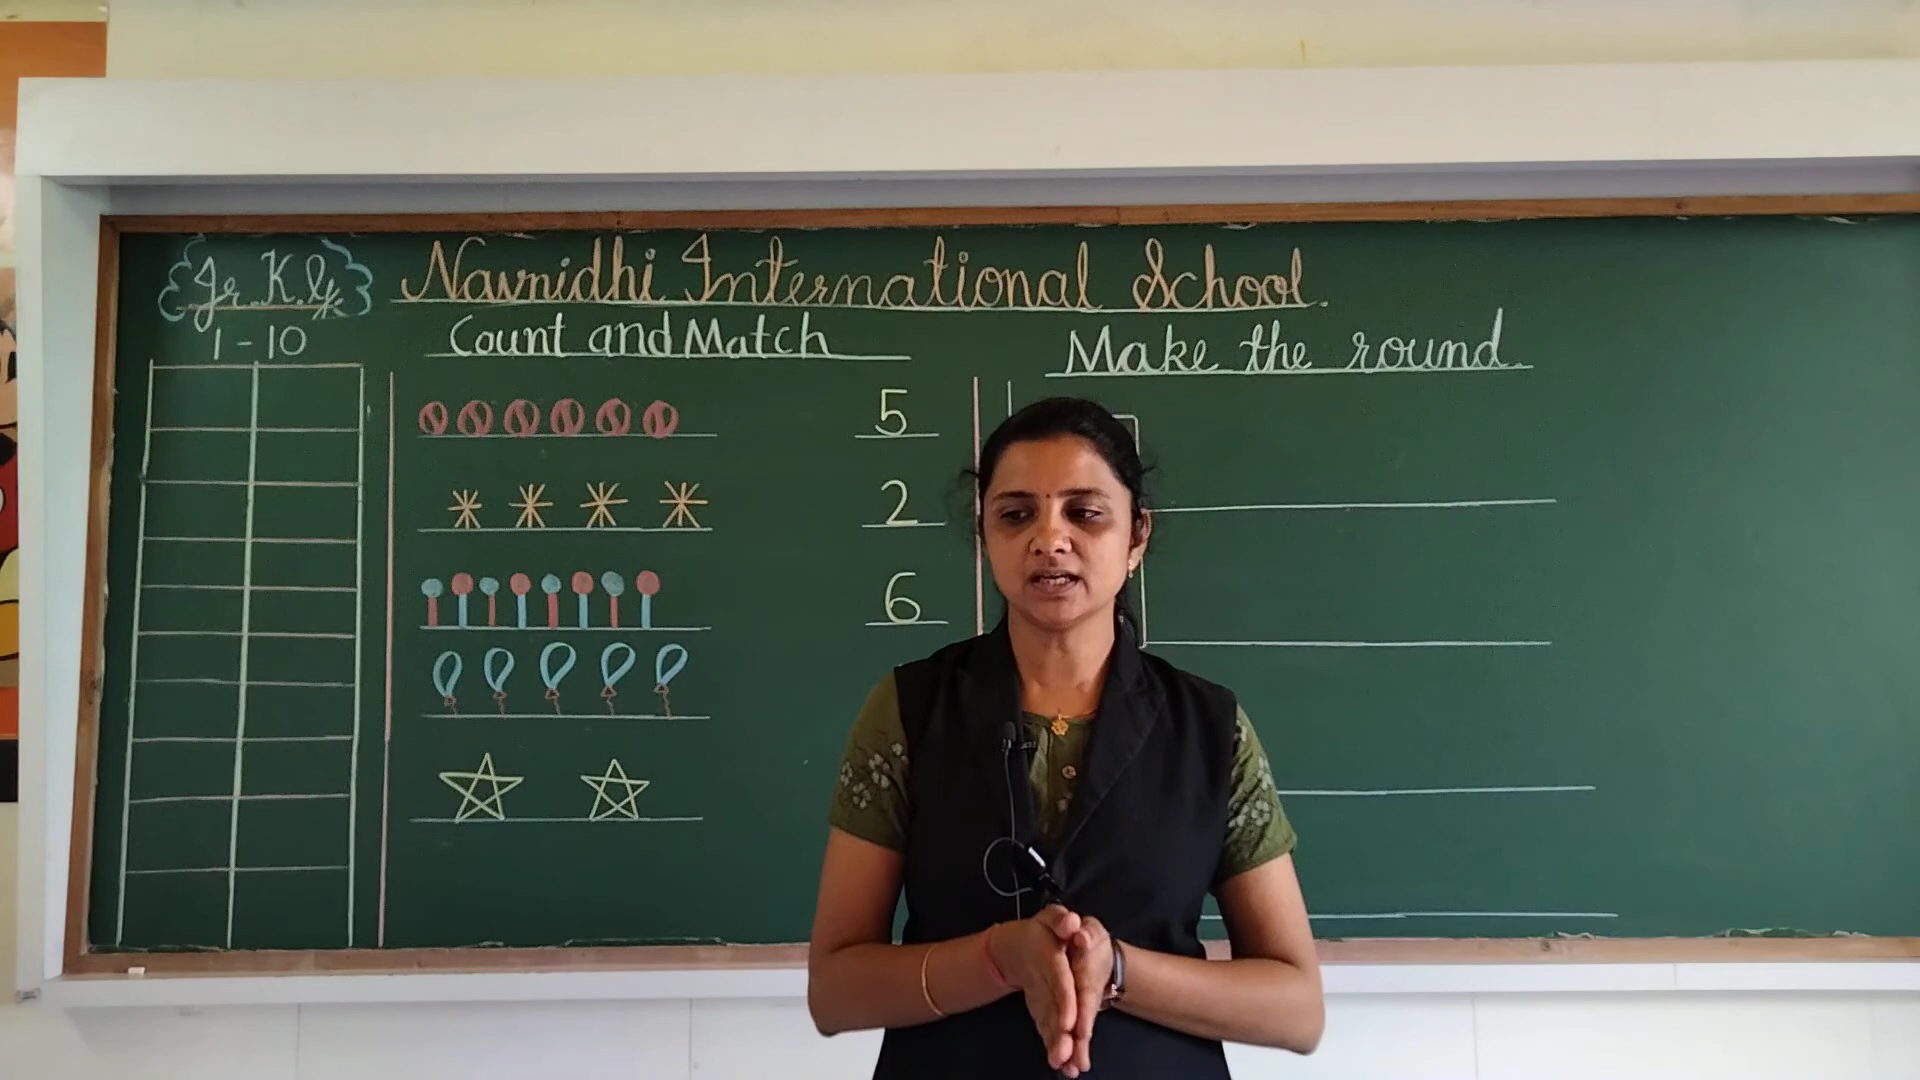 Jr. K.G.
Navnidhi International School.
1-10
Count and Match
Make the round.
5
2
6